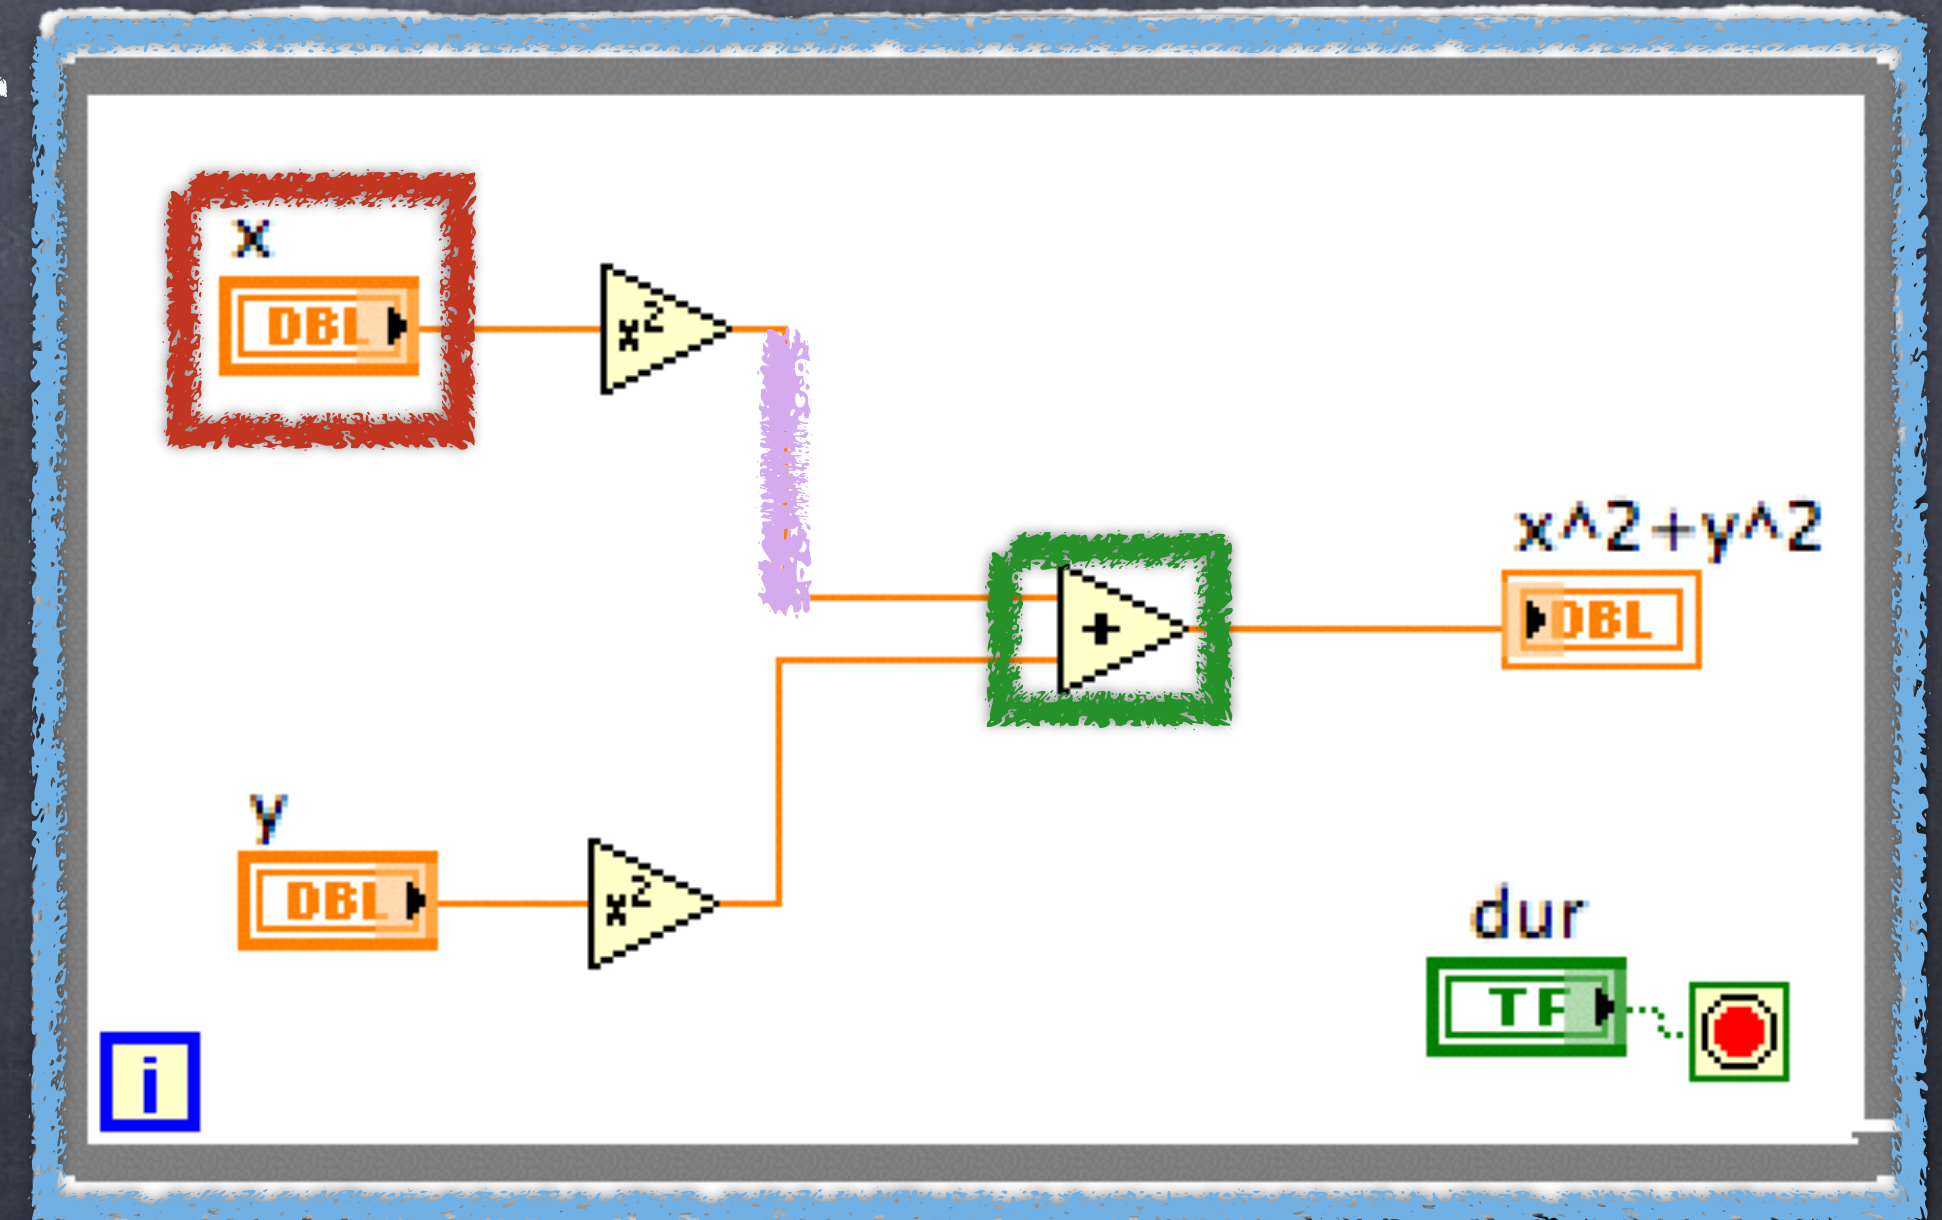 x
DBL
x²
x^2+y^2
+
DBL
y
DBL
x²
dur
TF
i